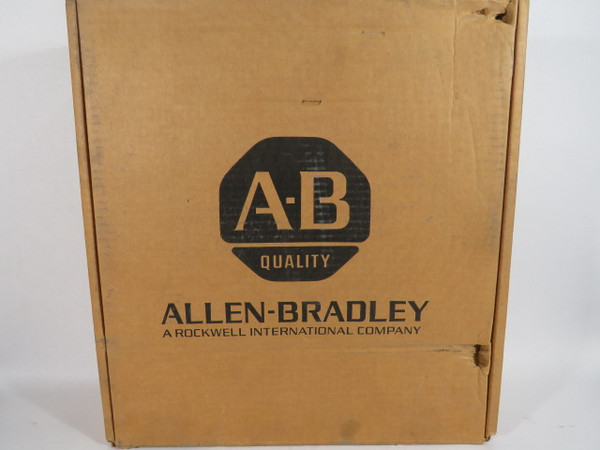 A-B
QUALITY
ALLEN-BRADLEY
A ROCKWELL INTERNATIONAL COMPANY